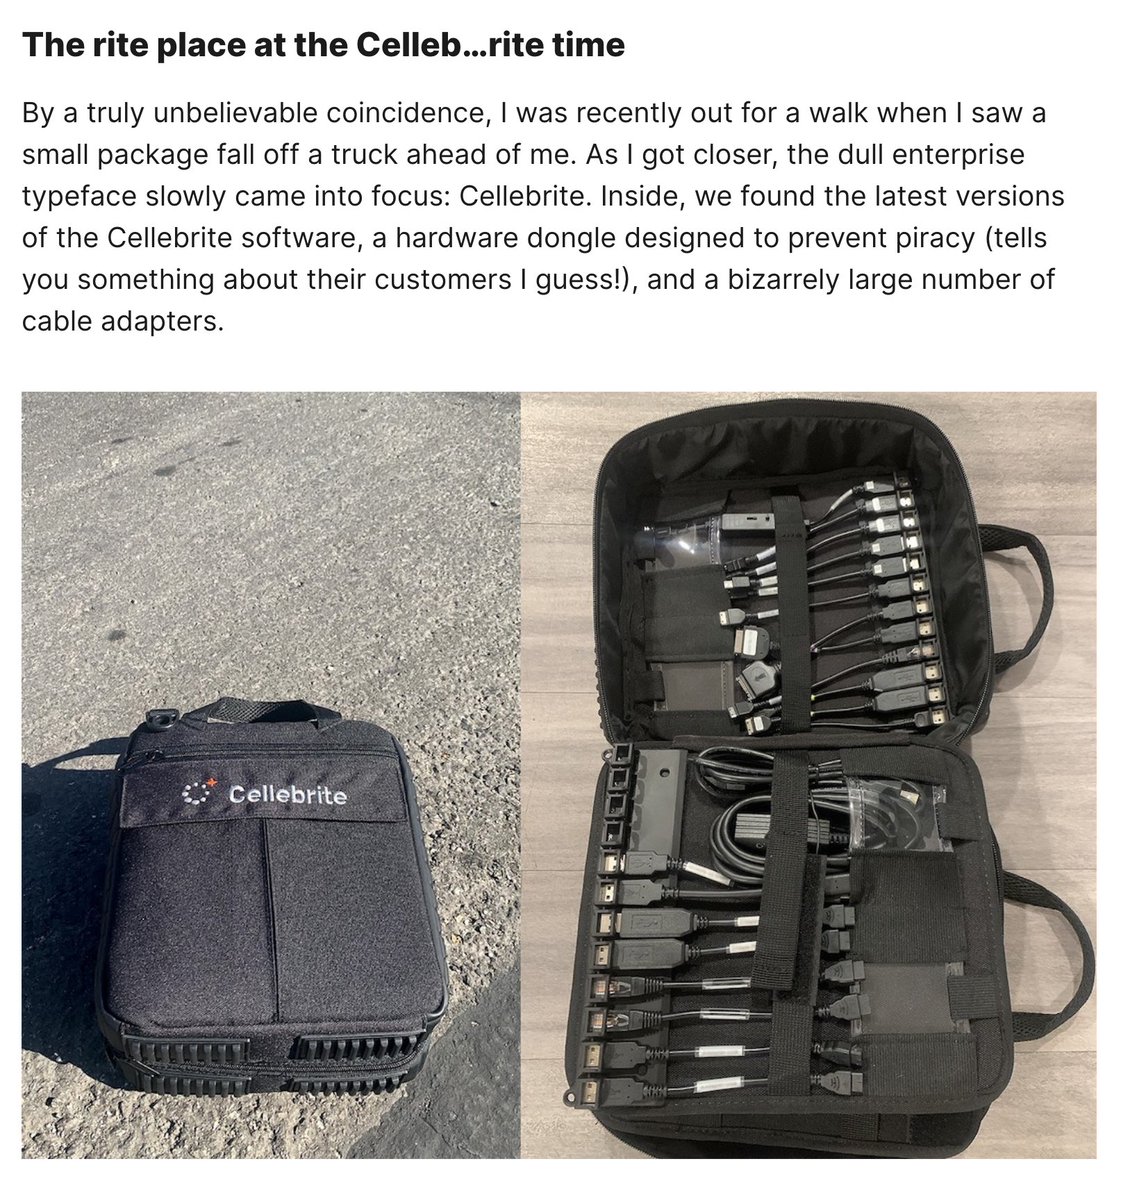 The rite place at the Celleb...rite time
By a truly unbelievable coincidence, I was recently out for a walk when I saw a
small package fall off a truck ahead of me. As I got closer, the dull enterprise
typeface slowly came into focus: Cellebrite. Inside, we found the latest versions
of the Cellebrite software, a hardware dongle designed to prevent piracy (tells
you something about their customers I guess!), and a bizarrely large number of
cable adapters.
Cellebrite